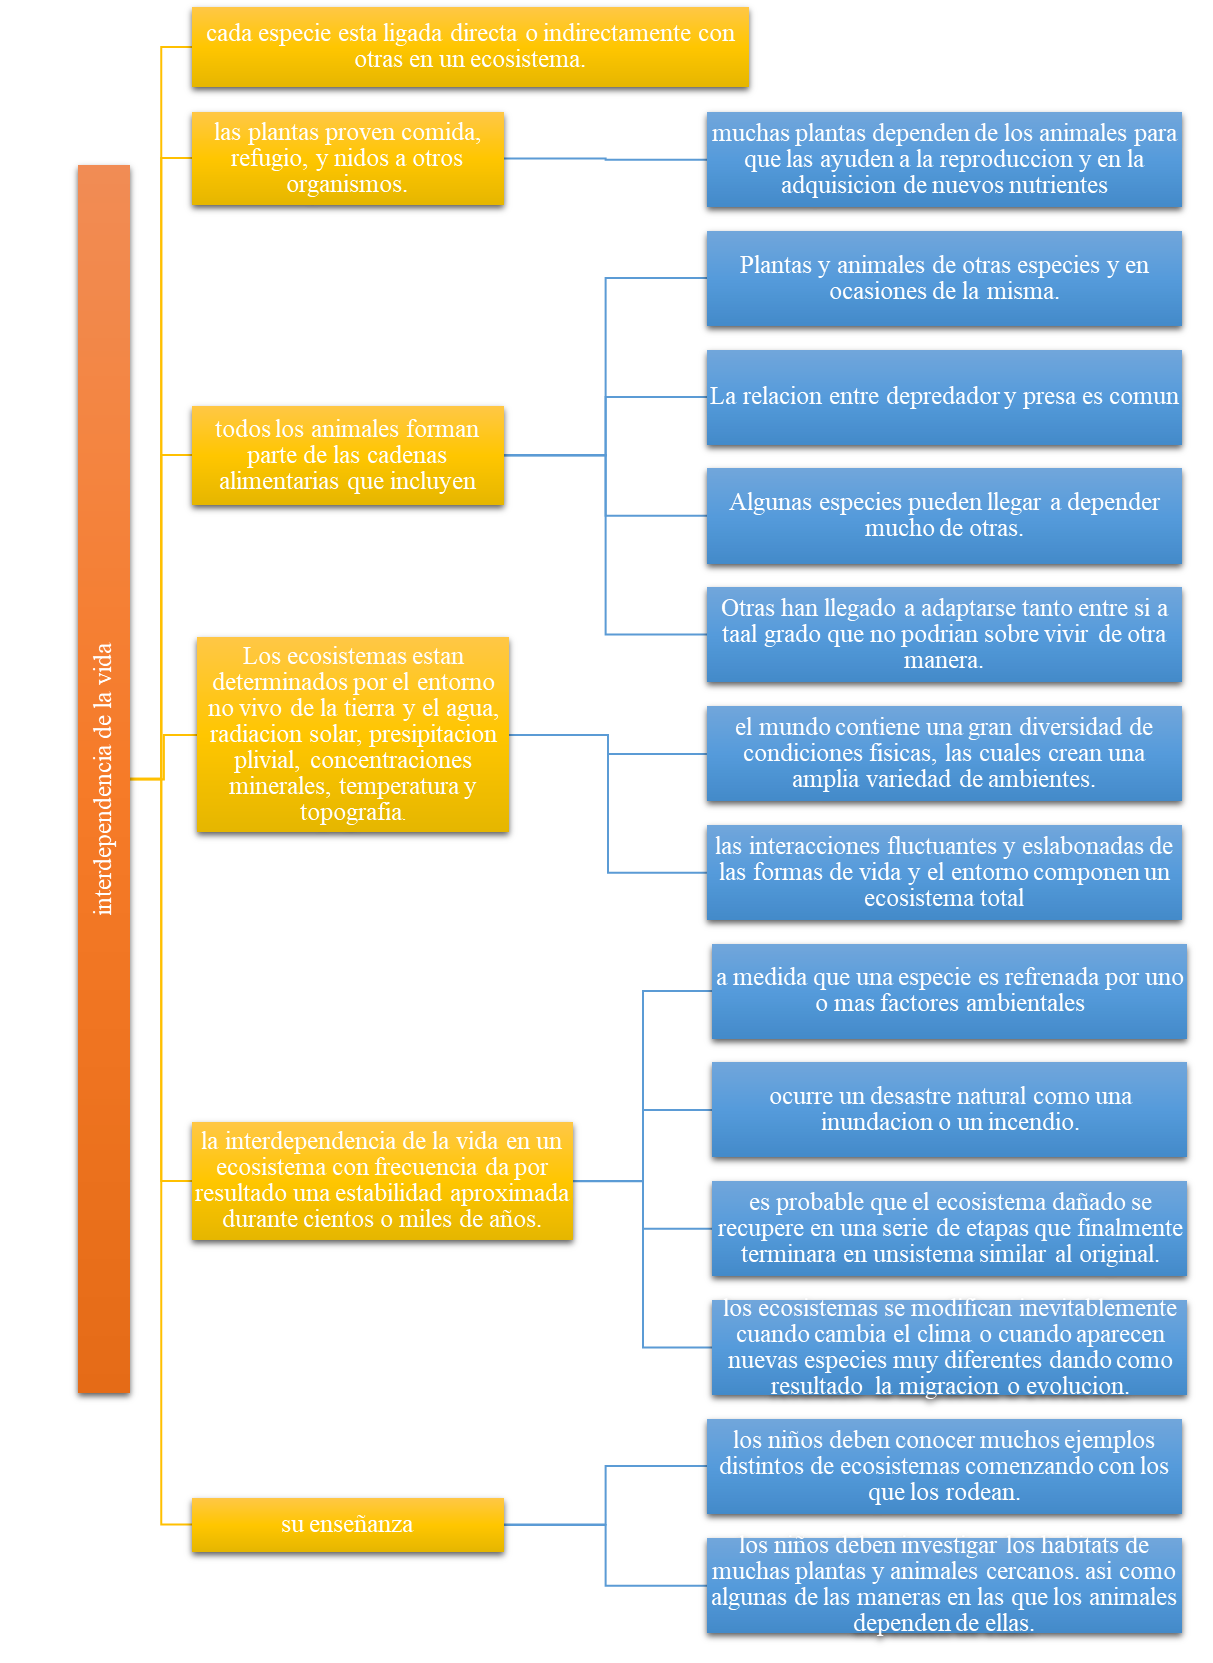 interdependencia de la vida
cada especie esta ligada directa o indirectamente con
otras en un ecosistema.
las plantas proven comida,
refugio, y nidos a otros
organismos.
muchas plantas dependen de los animales para
que las ayuden a la reproduccion y en la
adquisicion de nuevos nutrientes
todos los animales forman
parte de las cadenas
alimentarias que incluyen
Plantas y animales de otras especies y en
ocasiones de la misma.
La relacion entre depredador y presa es comun
Algunas especies pueden llegar a depender
mucho de otras.
Otras han llegado a adaptarse tanto entre si a
taal grado que no podrian sobre vivir de otra
manera.
Los ecosistemas estan
determinados por el entorno
no vivo de la tierra y el agua,
radiacion solar, presipitacion
plivial, concentraciones
minerales, temperatura y
topografía.
el mundo contiene una gran diversidad de
condiciones fisicas, las cuales crean una
amplia variedad de ambientes.
las interacciones fluctuantes y eslabonadas de
las formas de vida y el entorno componen un
ecosistema total
la interdependencia de la vida en un
ecosistema con frecuencia da por
resultado una estabilidad aproximada
durante cientos o miles de años.
a medida que una especie es refrenada por uno
o mas factores ambientales
ocurre un desastre natural como una
inundacion o un incendio.
es probable que el ecosistema dañado se
recupere en una serie de etapas que finalmente
terminara en unsistema similar al original.
los ecosistemas se modifican inevitablemente
cuando cambia el clima o cuando aparecen
nuevas especies muy diferentes dando como
resultado la migracion o evolucion.
su enseñanza
los niños deben conocer muchos ejemplos
distintos de ecosistemas comenzando con los
que los rodean.
los niños deben investigar los habitats de
muchas plantas y animales cercanos. asi como
algunas de las maneras en las que los animales
dependen de ellas.